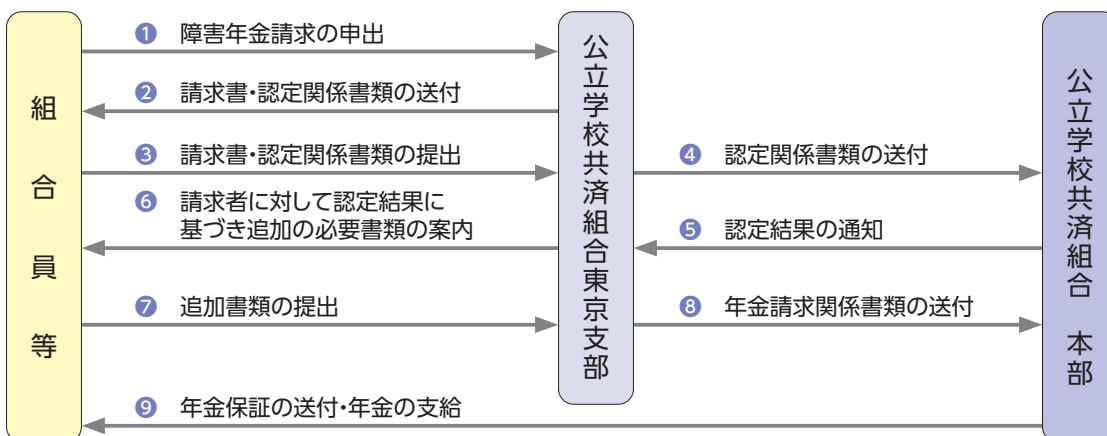 組合員等
公立学校共済組合東京支部
公立学校共済組合 本部
❶ 障害年金請求の申出
❷ 請求書・認定関係書類の送付
❸ 請求書・認定関係書類の提出
❹ 認定関係書類の送付
❺ 認定結果の通知
❻ 請求者に対して認定結果に
基づき追加の必要書類の案内
❼ 追加書類の提出
❽ 年金請求関係書類の送付
❾ 年金保証の送付・年金の支給